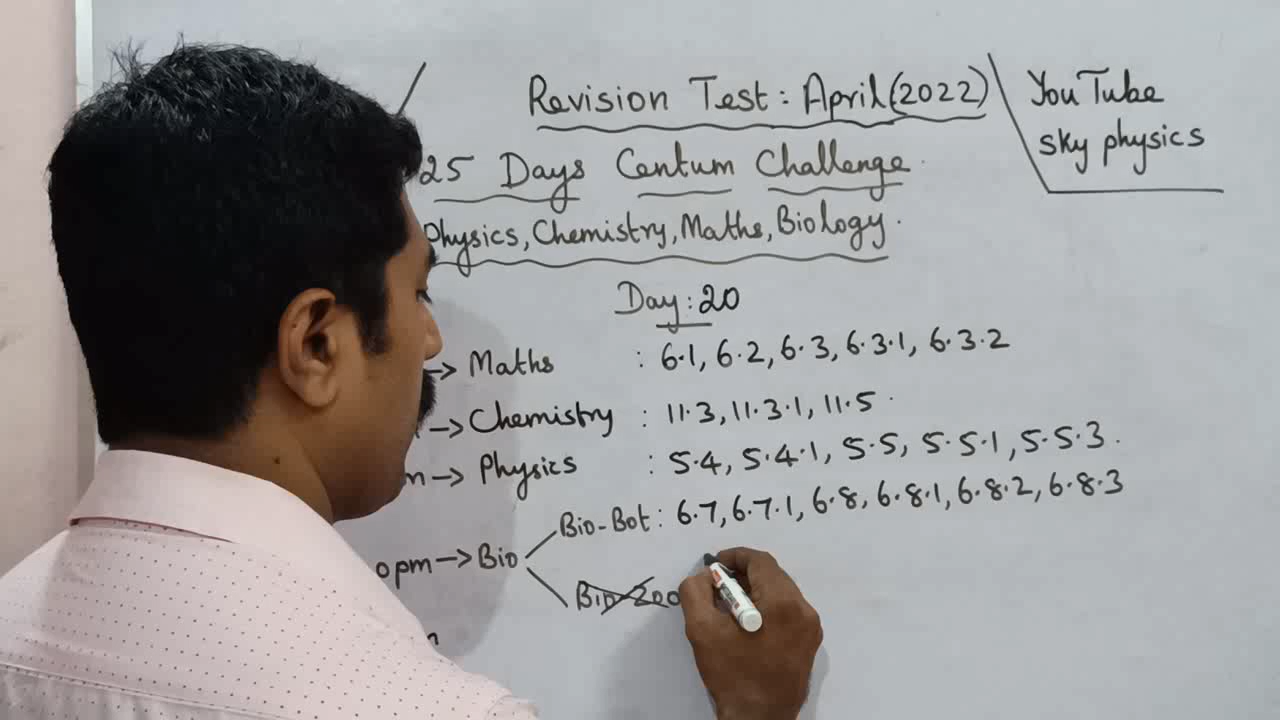 Revision Test: April (2022)
YouTube
sky physics
25 Days Centum Challenge.
Physics, Chemistry, Maths, Biology.
Day: 20
→ Maths : 6.1, 6.2, 6.3, 6.3.1, 6.3.2
→ Chemistry : 11.3, 11.3.1, 11.5.
m → Physics : 5.4, 5.4.1, 5.5, 5.5.1, 5.5.3.
Bio-Bot: 6.7, 6.7.1, 6.8, 6.8.1, 6.8.2, 6.8.3
0pm → Bio
Bio-Zoo